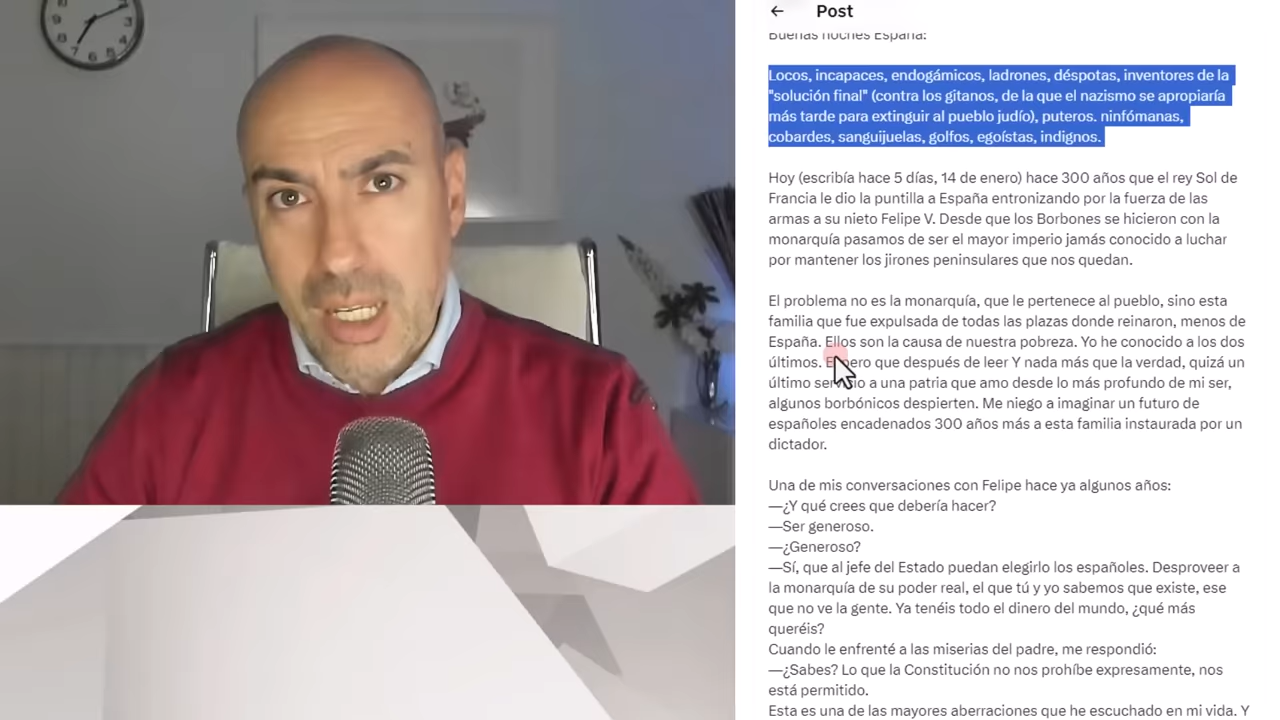 Post
Buenas noches España:
Locos, incapaces, endogámicos, ladrones, déspotas, inventores de la
"solución final" (contra los gitanos, de la que el nazismo se apropiaría
más tarde para extinguir al pueblo judío), puteros. ninfómanas,
cobardes, sanguijuelas, golfos, egoístas, indignos.
Hoy (escribía hace 5 días, 14 de enero) hace 300 años que el rey Sol de
Francia le dio la puntilla a España entronizando por la fuerza de las
armas a su nieto Felipe V. Desde que los Borbones se hicieron con la
monarquía pasamos de ser el mayor imperio jamás conocido a luchar
por mantener los jirones peninsulares que nos quedan.
El problema no es la monarquía, que le pertenece al pueblo, sino esta
familia que fue expulsada de todas las plazas donde reinaron, menos de
España. Ellos son la causa de nuestra pobreza. Yo he conocido a los dos
últimos. que después de leer Y nada más que la verdad, quizá un
último a una patria que amo desde lo más profundo de mi ser,
algunos borbónicos despierten. Me niego a imaginar un futuro de
españoles encadenados 300 años más a esta familia instaurada por un
dictador.
Una de mis conversaciones con Felipe hace ya algunos años:
—¿Y qué crees que debería hacer?
—Ser generoso.
—¿Generoso?
—Sí, que al jefe del Estado puedan elegirlo los españoles. Desproveer a
la monarquía de su poder real, el que tú y yo sabemos que existe, ese
que no ve la gente. Ya tenéis todo el dinero del mundo, ¿qué más
queréis?
Cuando le enfrenté a las miserias del padre, me respondió:
—¿Sabes? Lo que la Constitución no nos prohíbe expresamente, nos
está permitido.
Esta es una de las mayores aberraciones que he escuchado en mi vida. Y